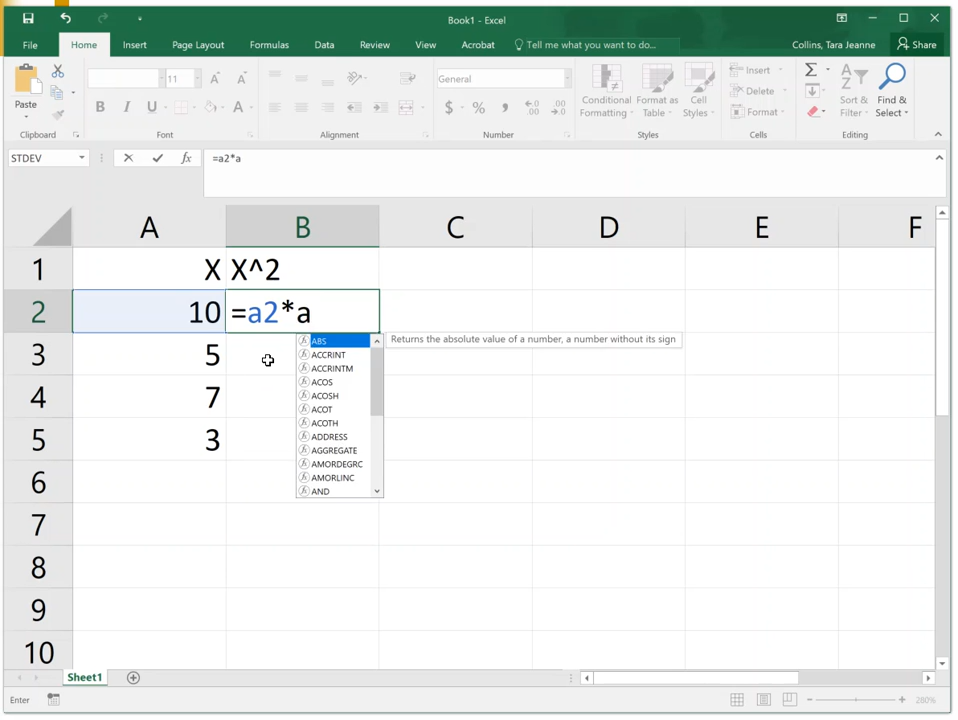 Book1 - Excel
File Home Insert Page Layout Formulas Data Review View Acrobat Tell me what you want to do... Collins, Tara Jeanne Share
Paste
11
B I U A
General
$ % ,
Conditional Formatting
Format as Table
Cell Styles
Insert
Delete
Format
Sort & Filter
Find & Select
Clipboard Font Alignment Number Styles Cells Editing
STDEV fx =a2*a
A B C D E F
1 X X^2
2 10 =a2*a
ABS Returns the absolute value of a number, a number without its sign
ACCRINT
3 5
ACCRINTM
ACOS
4 7
ACOSH
ACOT
ACOTH
5 3
ADDRESS
AGGREGATE
AMORDEGRC
6
AMORLINC
AND
7
8
9
10
Sheet1
Enter 280%